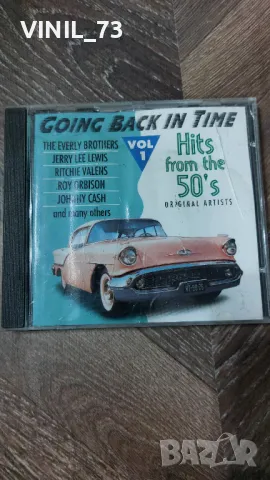 VINIL_73
GOING BACK IN TIME
THE EVERLY BROTHERS
JERRY LEE LEWIS
RITCHIE VALENS
ROY ORBISON
JOHNNY CASH
and many others
VOL
1
Hits
from the
50's
ORIGINAL ARTISTS
BAZAR